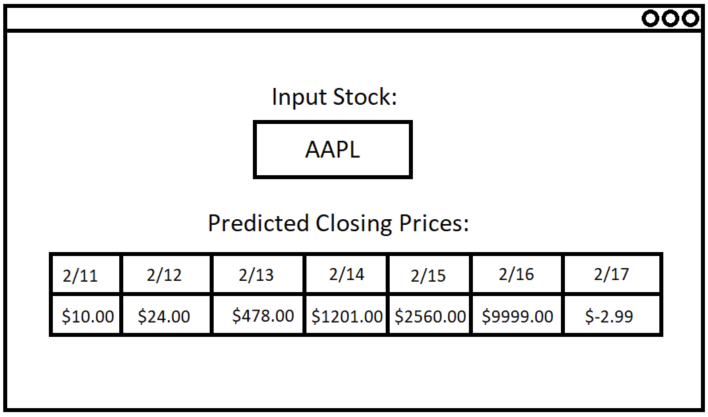 Input Stock:
AAPL
Predicted Closing Prices:
2/11 2/12 2/13 2/14 2/15 2/16 2/17
$10.00 $24.00 $478.00 $1201.00 $2560.00 $9999.00 $-2.99